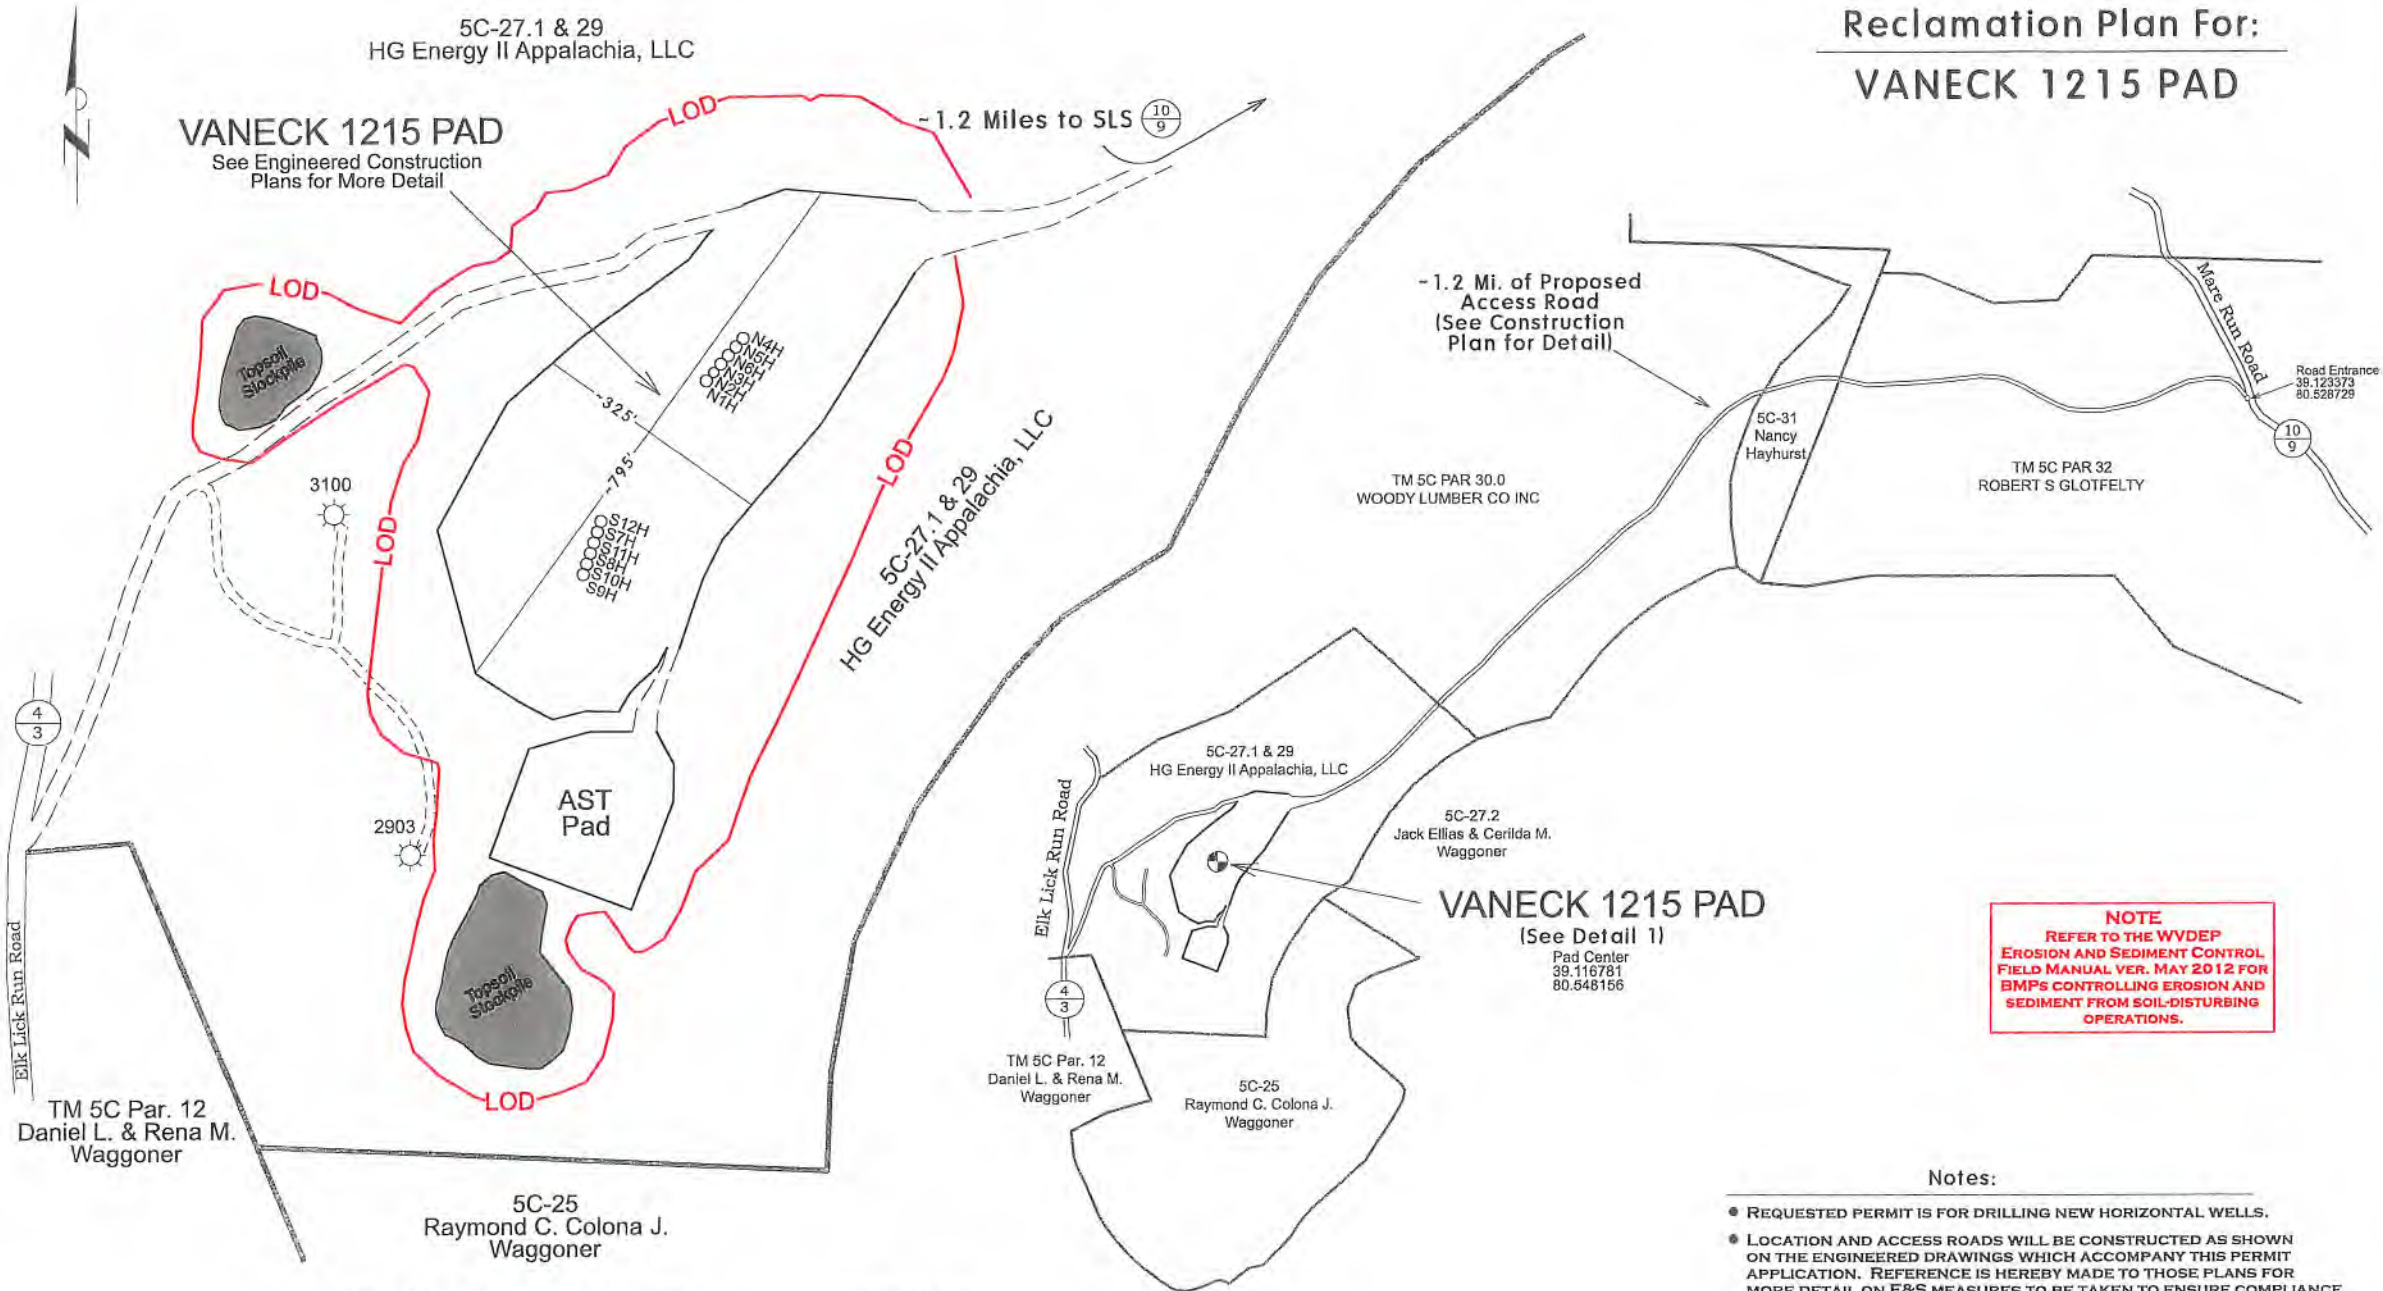 Reclamation Plan For:
VANECK 1215 PAD
5C-27.1 & 29
HG Energy II Appalachia, LLC
N
VANECK 1215 PAD
See Engineered Construction
Plans for More Detail
LOD
~1.2 Miles to SLS 10/9
LOD
Topsoil
Stockpile
N4H
N5H
N6H
N3H
N2H
N1H
~325'
~795'
LOD
3100
LOD
S12H
S7H
S11H
S8H
S10H
S9H
5C-27.1 & 29
HG Energy II Appalachia, LLC
4/3
AST
Pad
2903
Topsoil
Stockpile
Elk Lick Run Road
LOD
TM 5C Par. 12
Daniel L. & Rena M.
Waggoner
5C-25
Raymond C. Colona J.
Waggoner
~1.2 Mi. of Proposed
Access Road
(See Construction
Plan for Detail)
Mare Run Road
Road Entrance
39.123373
80.528729
10/9
5C-31
Nancy
Hayhurst
TM 5C PAR 32
ROBERT S GLOTFELTY
TM 5C PAR 30.0
WOODY LUMBER CO INC
5C-27.1 & 29
HG Energy II Appalachia, LLC
Elk Lick Run Road
5C-27.2
Jack Ellias & Cerilda M.
Waggoner
VANECK 1215 PAD
(See Detail 1)
Pad Center
39.116781
80.548156
4/3
TM 5C Par. 12
Daniel L. & Rena M.
Waggoner
5C-25
Raymond C. Colona J.
Waggoner
NOTE
REFER TO THE WVDEP
EROSION AND SEDIMENT CONTROL
FIELD MANUAL VER. MAY 2012 FOR
BMPS CONTROLLING EROSION AND
SEDIMENT FROM SOIL-DISTURBING
OPERATIONS.
Notes:
• REQUESTED PERMIT IS FOR DRILLING NEW HORIZONTAL WELLS.
• LOCATION AND ACCESS ROADS WILL BE CONSTRUCTED AS SHOWN
ON THE ENGINEERED DRAWINGS WHICH ACCOMPANY THIS PERMIT
APPLICATION. REFERENCE IS HEREBY MADE TO THOSE PLANS FOR
MORE DETAIL ON E&S MEASURES TO BE TAKEN TO ENSURE COMPLIANCE